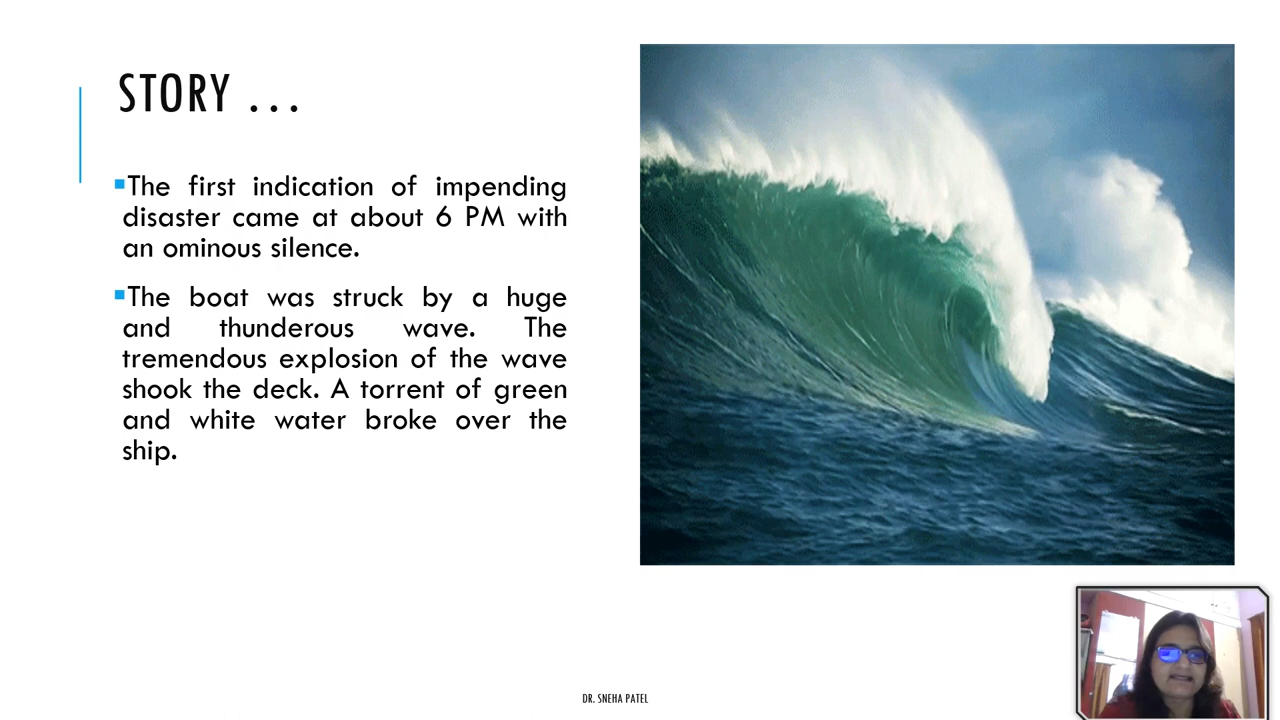 STORY ...
▪The first indication of impending
disaster came at about 6 PM with
an ominous silence.
▪The boat was struck by a huge
and thunderous wave. The
tremendous explosion of the wave
shook the deck. A torrent of green
and white water broke over the
ship.
DR. SNEHA PATEL